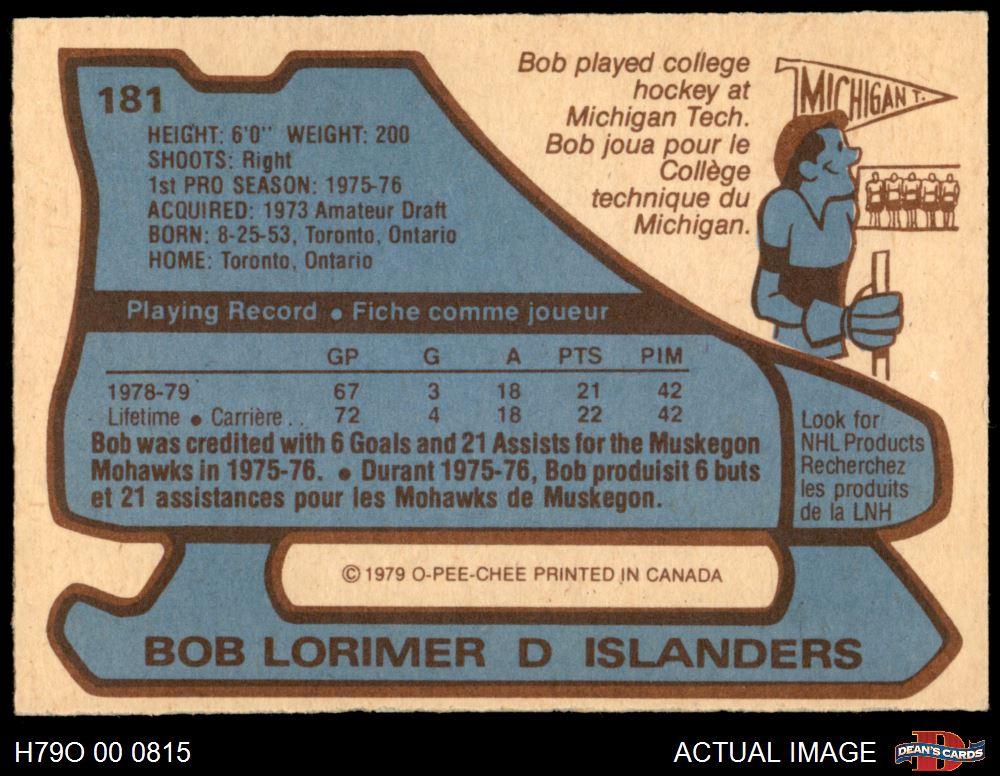 181
HEIGHT: 6'0" WEIGHT: 200
SHOOTS: Right
1st PRO SEASON: 1975-76
ACQUIRED: 1973 Amateur Draft
BORN: 8-25-53, Toronto, Ontario
HOME: Toronto, Ontario
Bob played college
hockey at
Michigan Tech.
Bob joua pour le
Collège
technique du
Michigan.
MICHIGAN T.
Playing Record • Fiche comme joueur
GP G A PTS PIM
1978-79 67 3 18 21 42
Lifetime • Carrière .. 72 4 18 22 42
Bob was credited with 6 Goals and 21 Assists for the Muskegon
Mohawks in 1975-76. • Durant 1975-76, Bob produisit 6 buts
et 21 assistances pour les Mohawks de Muskegon.
Look for
NHL Products
Recherchez
les produits
de la LNH
© 1979 O-PEE-CHEE PRINTED IN CANADA
BOB LORIMER D ISLANDERS
H79O 00 0815
ACTUAL IMAGE
DEAN'S CARDS